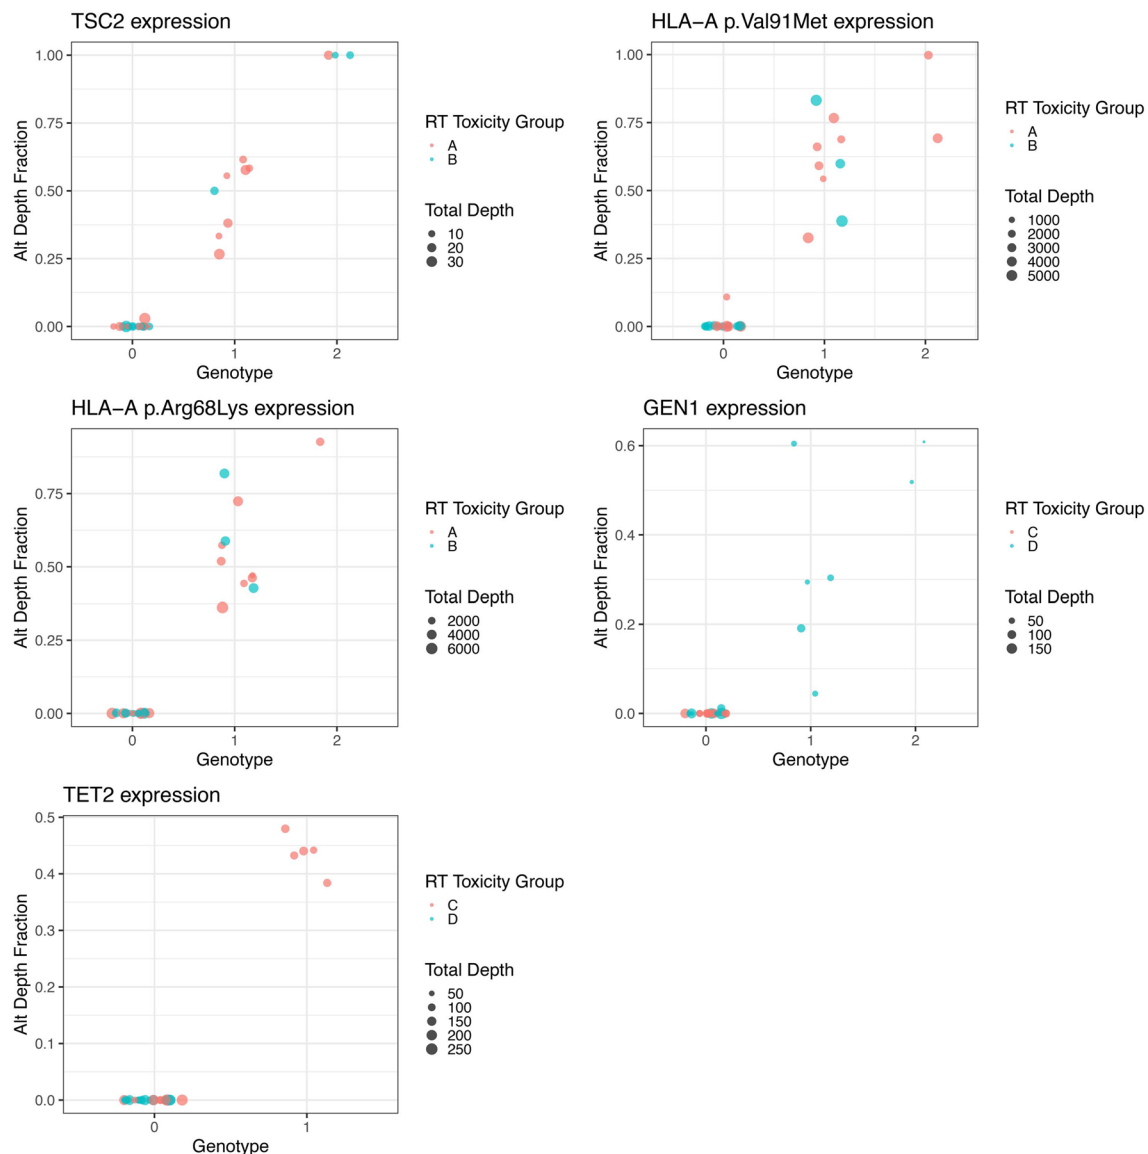 TSC2 expression
1.00
0.75
0.50
0.25
0.00
Alt Depth Fraction
0
1
2
Genotype
RT Toxicity Group
A
B
Total Depth
10
20
30
HLA−A p.Val91Met expression
1.00
0.75
0.50
0.25
0.00
Alt Depth Fraction
0
1
2
Genotype
RT Toxicity Group
A
B
Total Depth
1000
2000
3000
4000
5000
HLA−A p.Arg68Lys expression
0.75
0.50
0.25
0.00
Alt Depth Fraction
0
1
2
Genotype
RT Toxicity Group
A
B
Total Depth
2000
4000
6000
GEN1 expression
0.6
0.4
0.2
0.0
Alt Depth Fraction
0
1
2
Genotype
RT Toxicity Group
C
D
Total Depth
50
100
150
TET2 expression
0.5
0.4
0.3
0.2
0.1
0.0
Alt Depth Fraction
0
1
Genotype
RT Toxicity Group
C
D
Total Depth
50
100
150
200
250